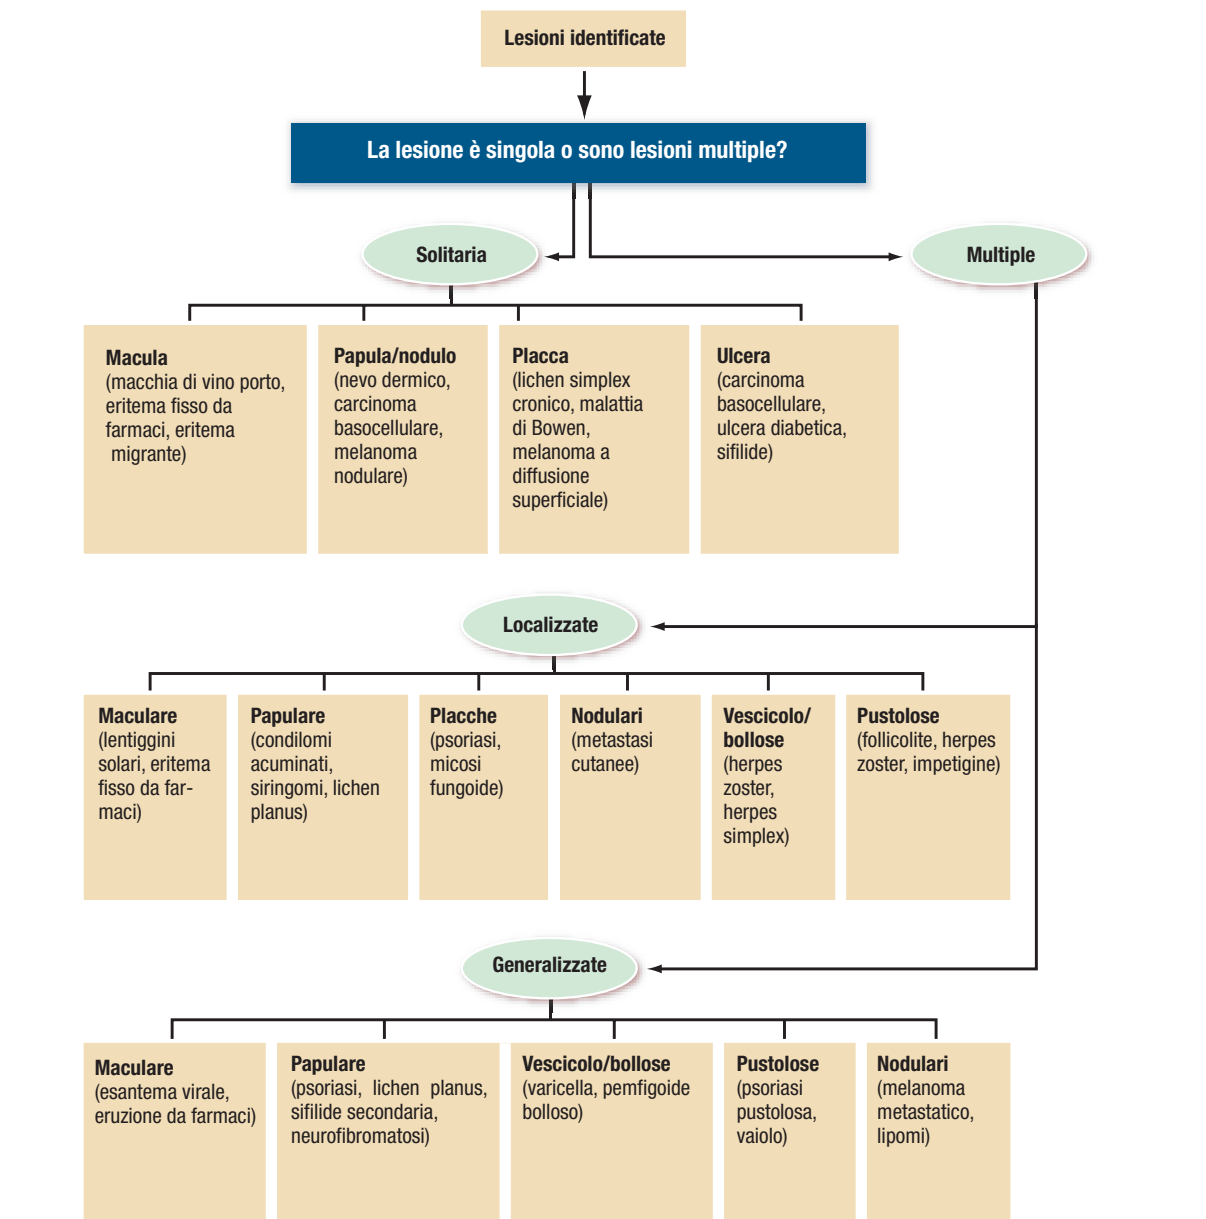 Lesioni identificate
La lesione è singola o sono lesioni multiple?
Solitaria
Multiple
Macula
(macchia di vino porto,
eritema fisso da
farmaci, eritema
migrante)
Papula/nodulo
(nevo dermico,
carcinoma
basocellulare,
melanoma
nodulare)
Placca
(lichen simplex
cronico, malattia
di Bowen,
melanoma a
diffusione
superficiale)
Ulcera
(carcinoma
basocellulare,
ulcera diabetica,
sifilide)
Localizzate
Maculare
(lentiggini
solari, eritema
fisso da far-
maci)
Papulare
(condilomi
acuminati,
siringomi, lichen
planus)
Placche
(psoriasi,
micosi
fungoide)
Nodulari
(metastasi
cutanee)
Vescicolo/
bollose
(herpes
zoster,
herpes
simplex)
Pustolose
(follicolite, herpes
zoster, impetigine)
Generalizzate
Maculare
(esantema virale,
eruzione da farmaci)
Papulare
(psoriasi, lichen planus,
sifilide secondaria,
neurofibromatosi)
Vescicolo/bollose
(varicella, pemfigoide
bolloso)
Pustolose
(psoriasi
pustolosa,
vaiolo)
Nodulari
(melanoma
metastatico,
lipomi)